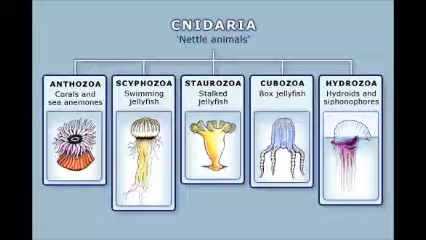 CNIDARIA
'Nettle animals'
ANTHOZOA
Corals and
sea anemones
SCYPHOZOA
Swimming
jellyfish
STAUROZOA
Stalked
jellyfish
CUBOZOA
Box jellyfish
HYDROZOA
Hydroids and
siphonophores